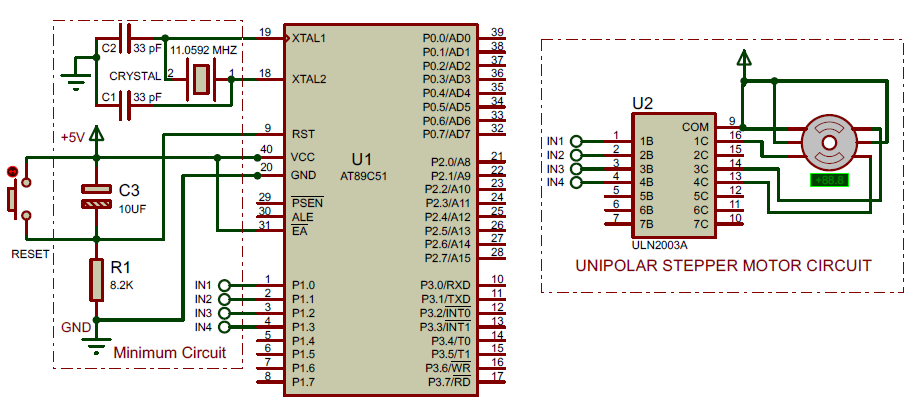 C2
33 pF
11.0592 MHZ
CRYSTAL
2
1
C1
33 pF
+5V
C3
10UF
RESET
R1
8.2K
GND
Minimum Circuit
IN1
IN2
IN3
IN4
19 XTAL1
18 XTAL2
9 RST
40 VCC
20 GND
29 PSEN
30 ALE
31 EA
1 P1.0
2 P1.1
3 P1.2
4 P1.3
5 P1.4
6 P1.5
7 P1.6
8 P1.7
U1
AT89C51
P0.0/AD0 39
P0.1/AD1 38
P0.2/AD2 37
P0.3/AD3 36
P0.4/AD4 35
P0.5/AD5 34
P0.6/AD6 33
P0.7/AD7 32
P2.0/A8 21
P2.1/A9 22
P2.2/A10 23
P2.3/A11 24
P2.4/A12 25
P2.5/A13 26
P2.6/A14 27
P2.7/A15 28
P3.0/RXD 10
P3.1/TXD 11
P3.2/INT0 12
P3.3/INT1 13
P3.4/T0 14
P3.5/T1 15
P3.6/WR 16
P3.7/RD 17
U2
IN1 1 1B
IN2 2 2B
IN3 3 3B
IN4 4 4B
5 5B
6 6B
7 7B
COM 9
1C 16
2C 15
3C 14
4C 13
5C 12
6C 11
7C 10
ULN2003A
+88.8
UNIPOLAR STEPPER MOTOR CIRCUIT